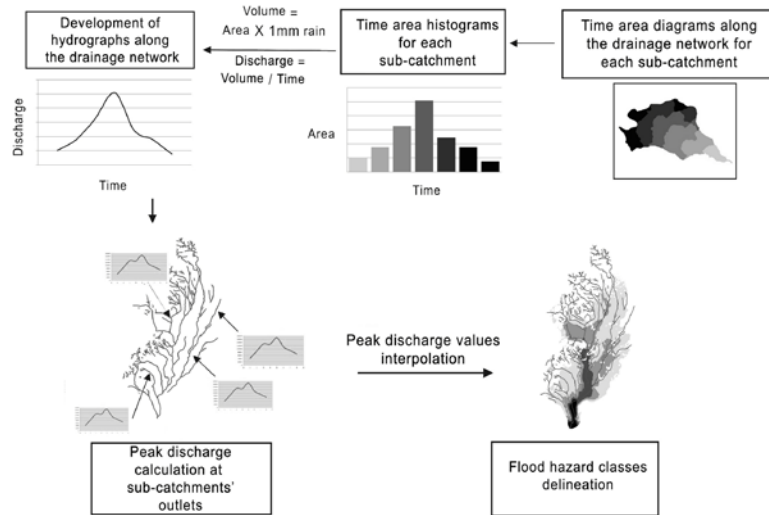 Development of
hydrographs along
the drainage network
Volume =
Area X 1mm rain
Discharge =
Volume / Time
Time area histograms
for each
sub-catchment
Time area diagrams along
the drainage network for
each sub-catchment
Discharge
Time
Area
Time
Peak discharge values
interpolation
Peak discharge
calculation at
sub-catchments'
outlets
Flood hazard classes
delineation